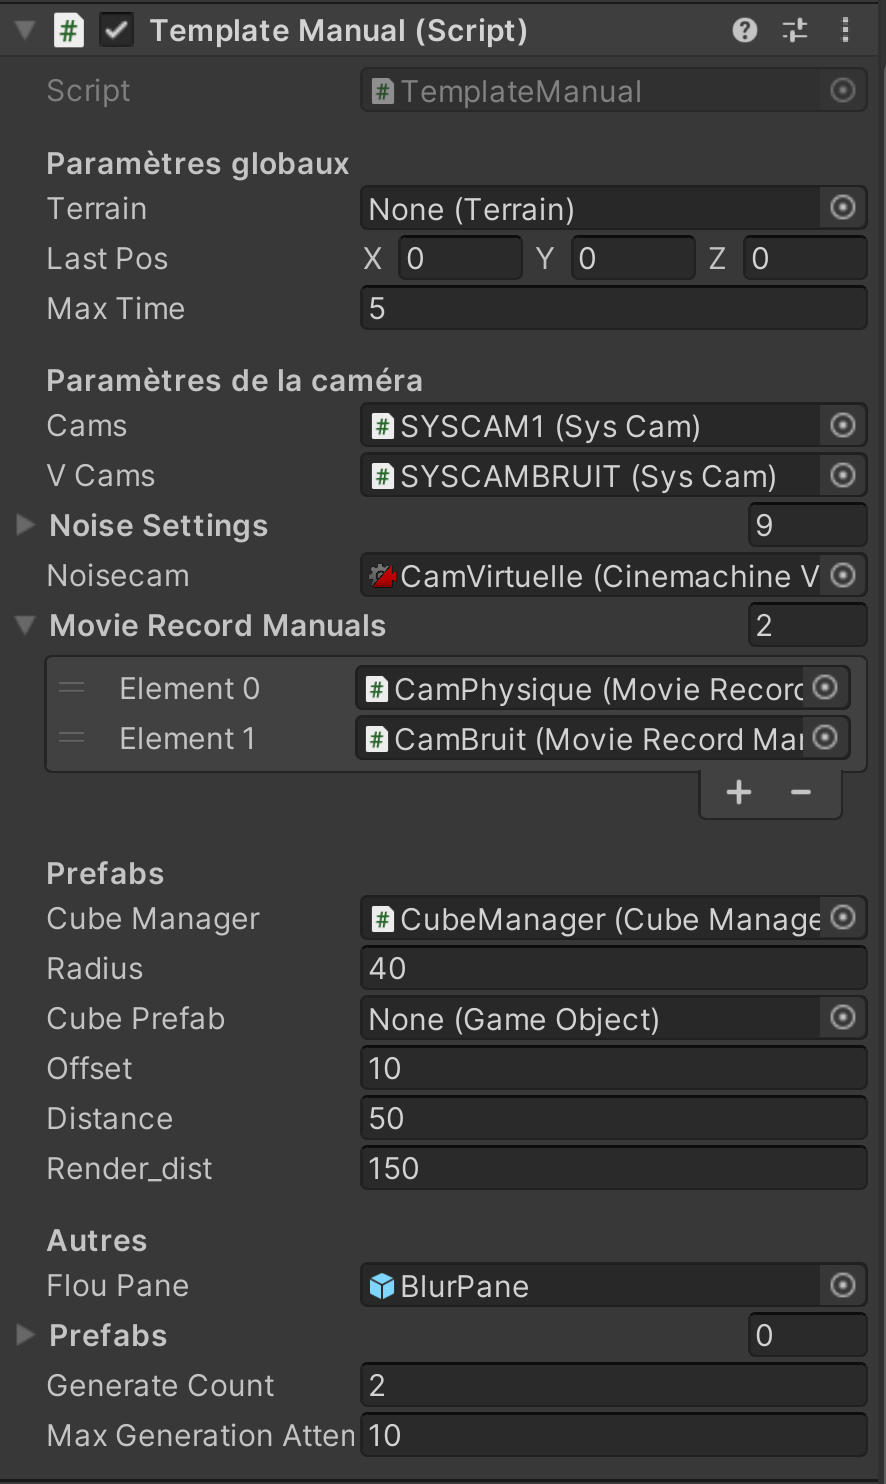 Template Manual (Script)
Script # TemplateManual
Paramètres globaux
Terrain None (Terrain)
Last Pos X 0 Y 0 Z 0
Max Time 5
Paramètres de la caméra
Cams # SYSCAM1 (Sys Cam)
V Cams # SYSCAMBRUIT (Sys Cam)
Noise Settings 9
Noisecam CamVirtuelle (Cinemachine V
Movie Record Manuals 2
Element 0 # CamPhysique (Movie Record
Element 1 # CamBruit (Movie Record Mar
Prefabs
Cube Manager # CubeManager (Cube Manage
Radius 40
Cube Prefab None (Game Object)
Offset 10
Distance 50
Render_dist 150
Autres
Flou Pane BlurPane
Prefabs 0
Generate Count 2
Max Generation Atten 10